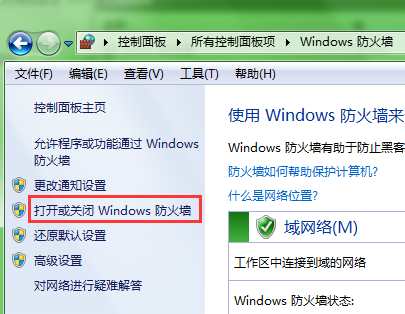 控制面板 ▸ 所有控制面板项 ▸ Windows 防火墙
文件(F) 编辑(E) 查看(V) 工具(T) 帮助(H)
控制面板主页
允许程序或功能通过 Windows
防火墙
更改通知设置
打开或关闭 Windows 防火墙
还原默认设置
高级设置
对网络进行疑难解答
使用 Windows 防火墙来
Windows 防火墙有助于防止黑客
防火墙如何帮助保护计算机?
什么是网络位置?
域网络(M)
工作区中连接到域的网络
Windows 防火墙状态: